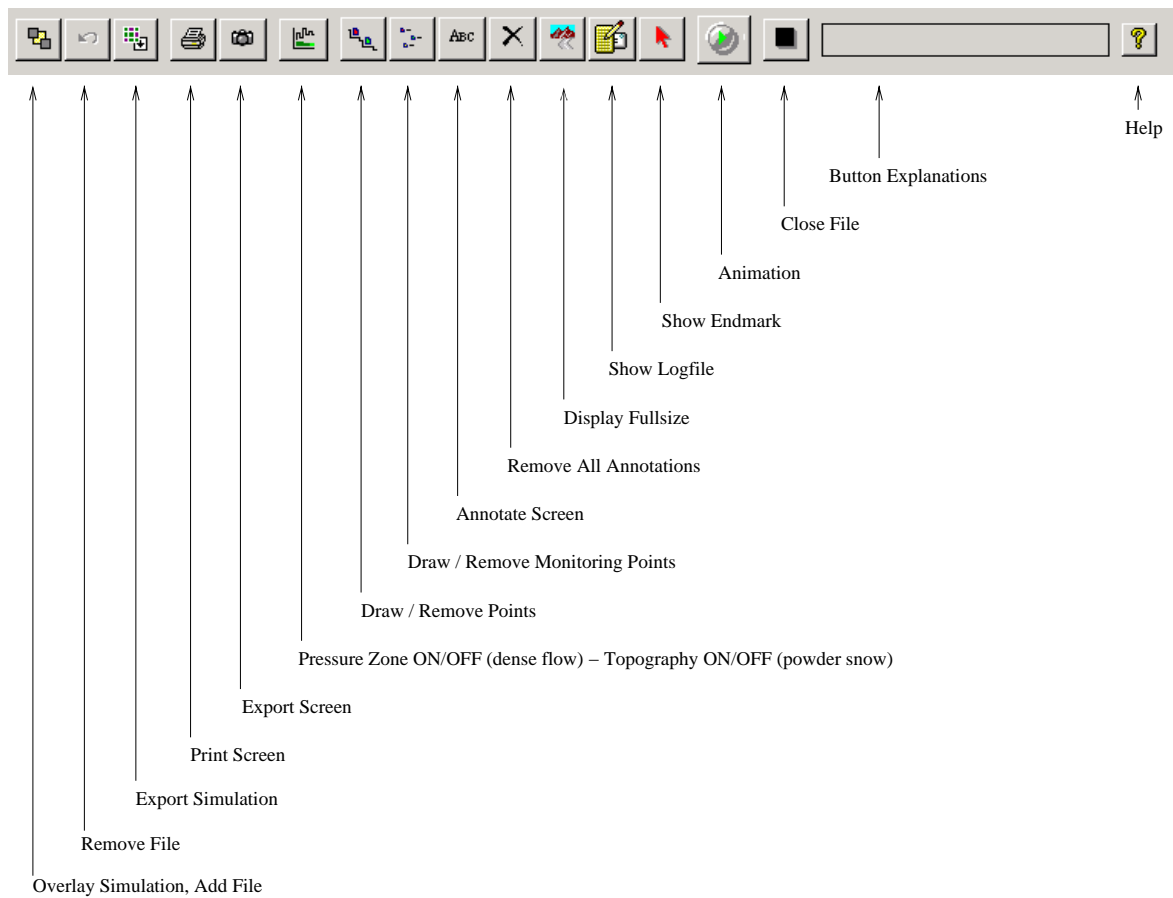 ABC
?
Help
Button Explanations
Close File
Animation
Show Endmark
Show Logfile
Display Fullsize
Remove All Annotations
Annotate Screen
Draw / Remove Monitoring Points
Draw / Remove Points
Pressure Zone ON/OFF (dense flow) – Topography ON/OFF (powder snow)
Export Screen
Print Screen
Export Simulation
Remove File
Overlay Simulation, Add File